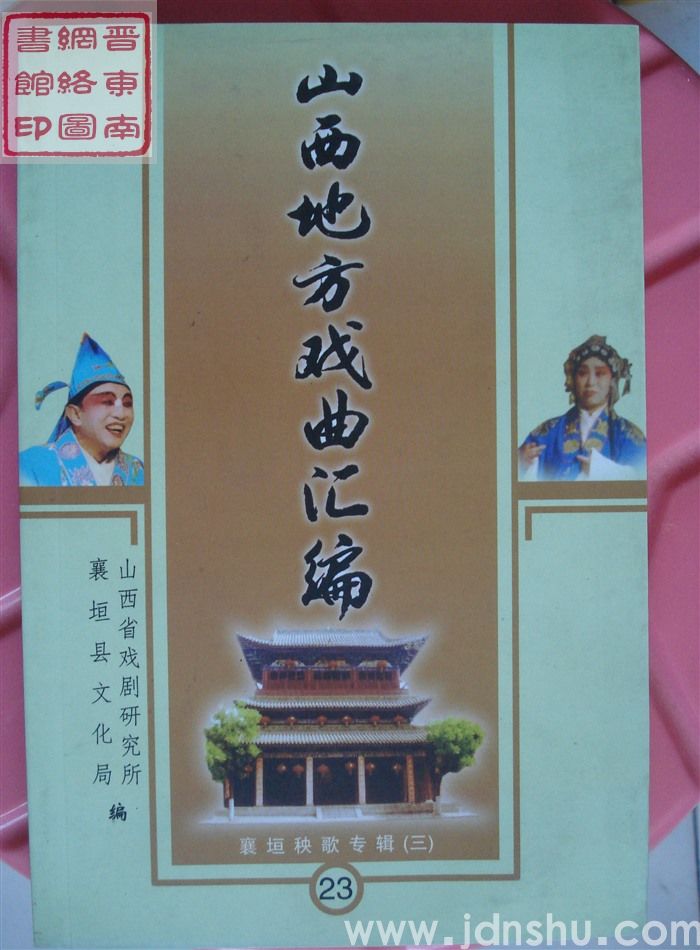 晋东南
網络圖
書館印
山西地方戏曲汇编
山西省戏剧研究所
襄垣县文化局
编
襄垣秧歌专辑(三)
23
www.jdnshu.com